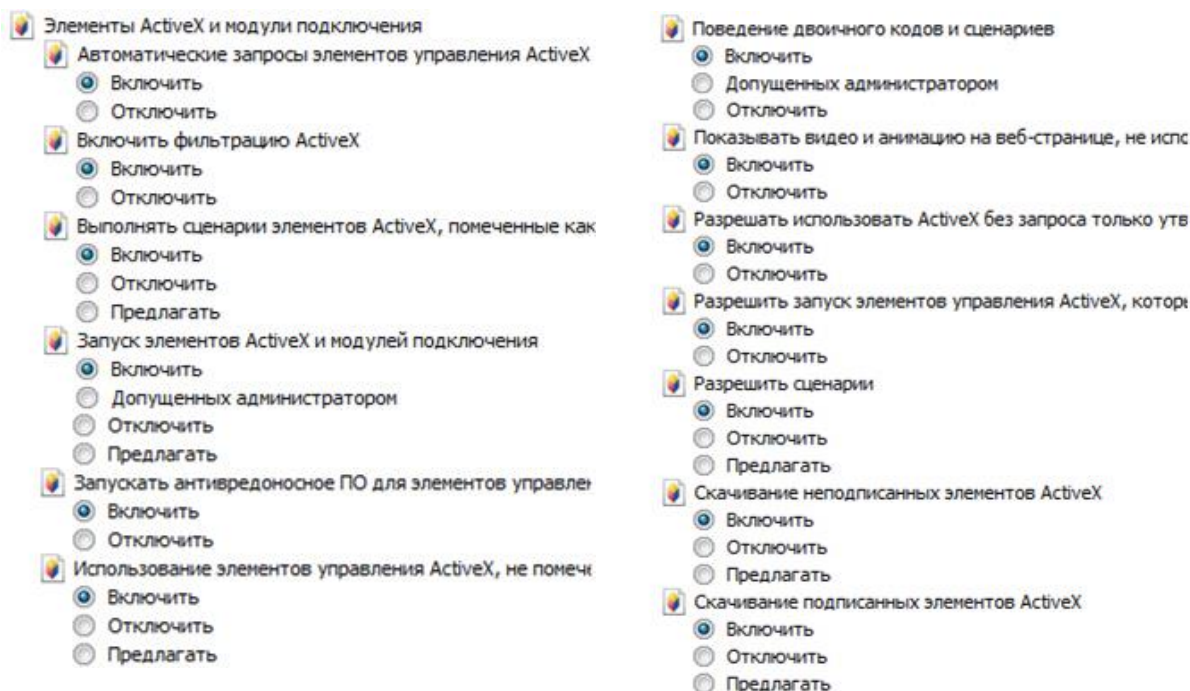 Элементы ActiveX и модули подключения
Автоматические запросы элементов управления ActiveX
Включить
Отключить
Включить фильтрацию ActiveX
Включить
Отключить
Выполнять сценарии элементов ActiveX, помеченные как
Включить
Отключить
Предлагать
Запуск элементов ActiveX и модулей подключения
Включить
Допущенных администратором
Отключить
Предлагать
Запускать антивредоносное ПО для элементов управлен
Включить
Отключить
Использование элементов управления ActiveX, не помече
Включить
Отключить
Предлагать
Поведение двоичного кодов и сценариев
Включить
Допущенных администратором
Отключить
Показывать видео и анимацию на веб-странице, не испо
Включить
Отключить
Разрешать использовать ActiveX без запроса только утв
Включить
Отключить
Разрешить запуск элементов управления ActiveX, которы
Включить
Отключить
Разрешить сценарии
Включить
Отключить
Предлагать
Скачивание неподписанных элементов ActiveX
Включить
Отключить
Предлагать
Скачивание подписанных элементов ActiveX
Включить
Отключить
Предлагать